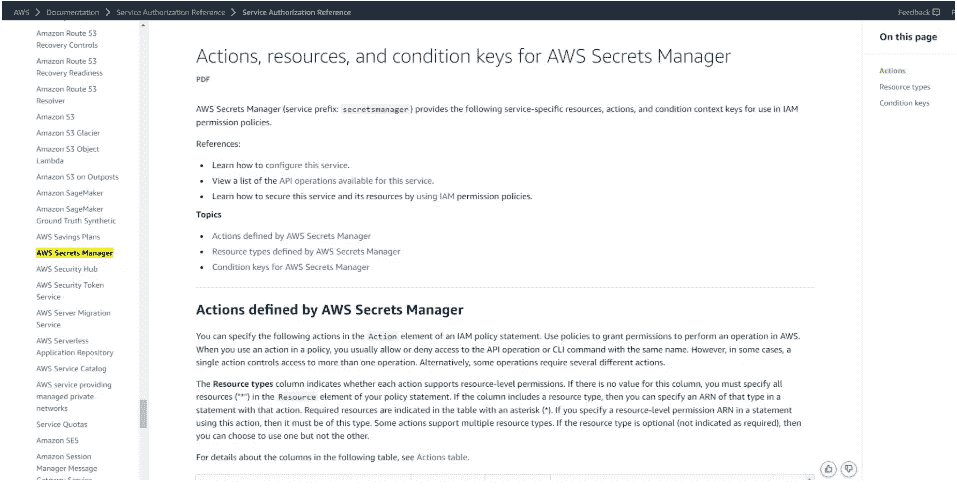 AWS > Documentation > Service Authorization Reference > Service Authorization Reference
Feedback
Amazon Route 53
Recovery Controls
Amazon Route 53
Recovery Readiness
Amazon Route 53
Resolver
Amazon S3
Amazon S3 Glacier
Amazon S3 Object
Lambda
Amazon S3 on Outposts
Amazon SageMaker
Amazon SageMaker
Ground Truth Synthetic
AWS Savings Plans
AWS Secrets Manager
AWS Security Hub
AWS Security Token
Service
AWS Server Migration
Service
AWS Serverless
Application Repository
AWS Service Catalog
AWS service providing
managed private
networks
Service Quotas
Amazon SES
Amazon Session
Manager Message
Actions, resources, and condition keys for AWS Secrets Manager
PDF
AWS Secrets Manager (service prefix: secretsmanager) provides the following service-specific resources, actions, and condition context keys for use in IAM
permission policies.
References:
• Learn how to configure this service.
• View a list of the API operations available for this service.
• Learn how to secure this service and its resources by using IAM permission policies.
Topics
• Actions defined by AWS Secrets Manager
• Resource types defined by AWS Secrets Manager
• Condition keys for AWS Secrets Manager
Actions defined by AWS Secrets Manager
You can specify the following actions in the Action element of an IAM policy statement. Use policies to grant permissions to perform an operation in AWS.
When you use an action in a policy, you usually allow or deny access to the API operation or CLI command with the same name. However, in some cases, a
single action controls access to more than one operation. Alternatively, some operations require several different actions.
The Resource types column indicates whether each action supports resource-level permissions. If there is no value for this column, you must specify all
resources ("*") in the Resource element of your policy statement. If the column includes a resource type, then you can specify an ARN of that type in a
statement with that action. Required resources are indicated in the table with an asterisk (*). If you specify a resource-level permission ARN in a statement
using this action, then it must be of this type. Some actions support multiple resource types. If the resource type is optional (not indicated as required), then
you can choose to use one but not the other.
For details about the columns in the following table, see Actions table.
On this page
Actions
Resource types
Condition keys